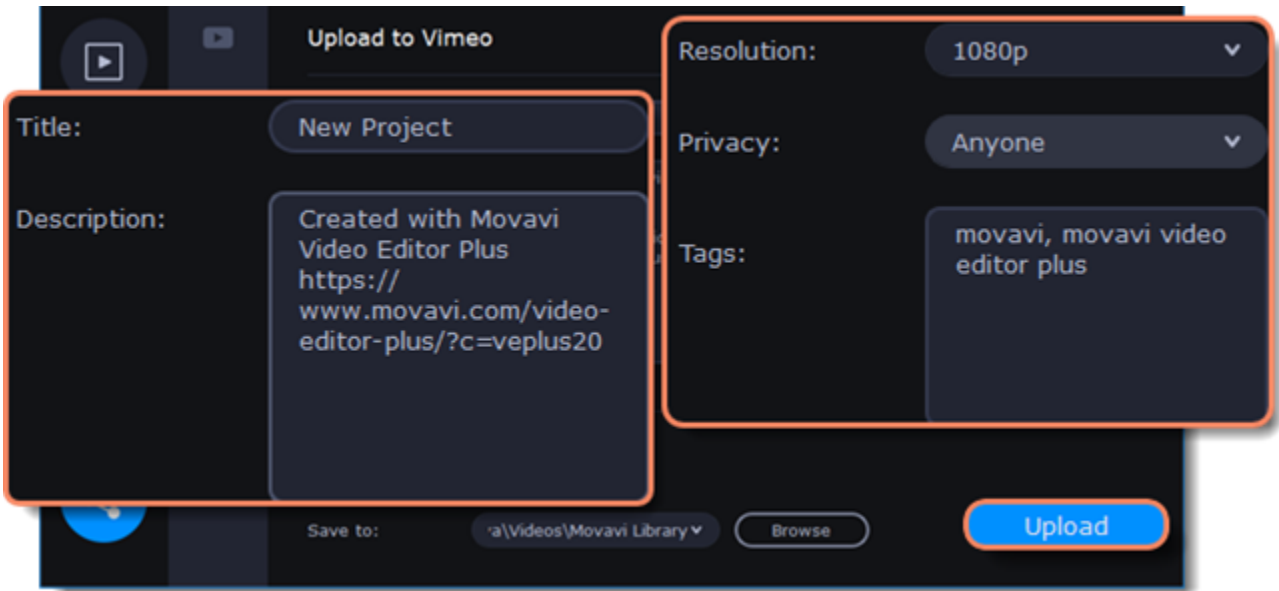 Upload to Vimeo
Title:
New Project
Description:
Created with Movavi
Video Editor Plus
https://
www.movavi.com/video-
editor-plus/?c=veplus20
Resolution:
1080p
Privacy:
Anyone
Tags:
movavi, movavi video
editor plus
Save to:
a\Videos\Movavi Library
Browse
Upload